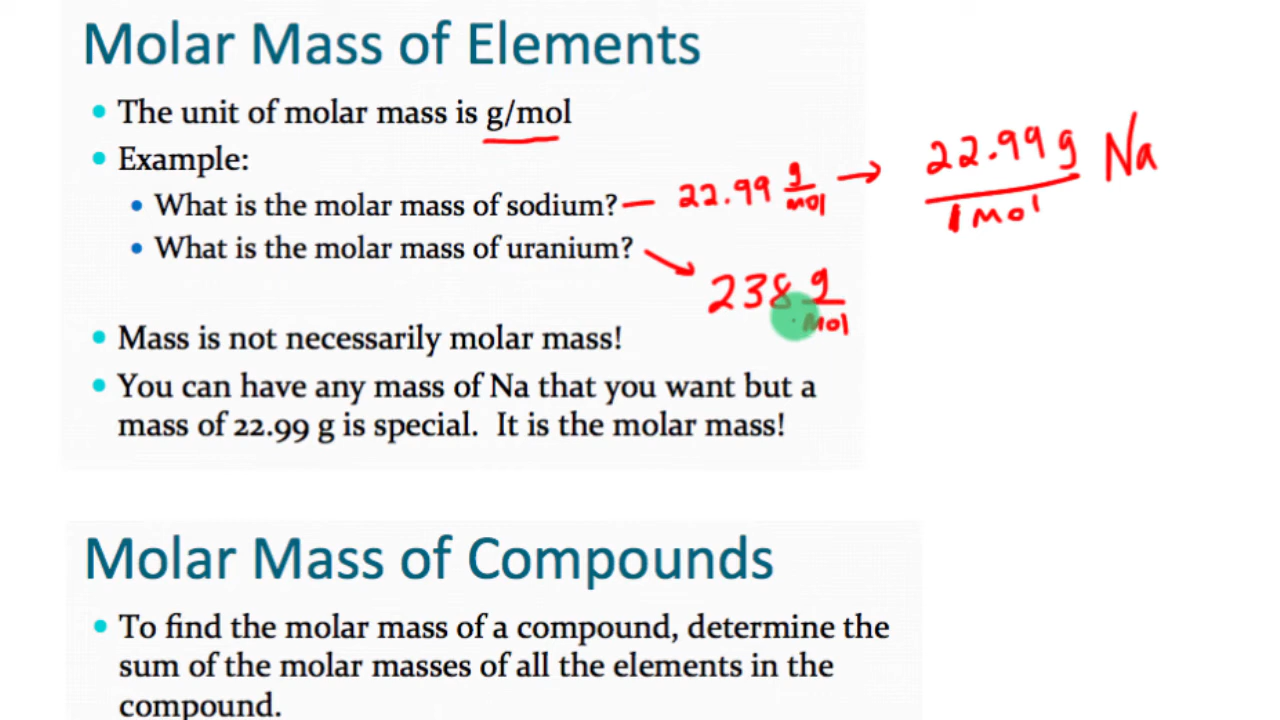 Molar Mass of Elements
• The unit of molar mass is g/mol
• Example:
• What is the molar mass of sodium? — 22.99 g/mol → 22.99 g/1 mol Na
• What is the molar mass of uranium? → 238 g/mol
• Mass is not necessarily molar mass!
• You can have any mass of Na that you want but a
mass of 22.99 g is special. It is the molar mass!
Molar Mass of Compounds
• To find the molar mass of a compound, determine the
sum of the molar masses of all the elements in the
compound.